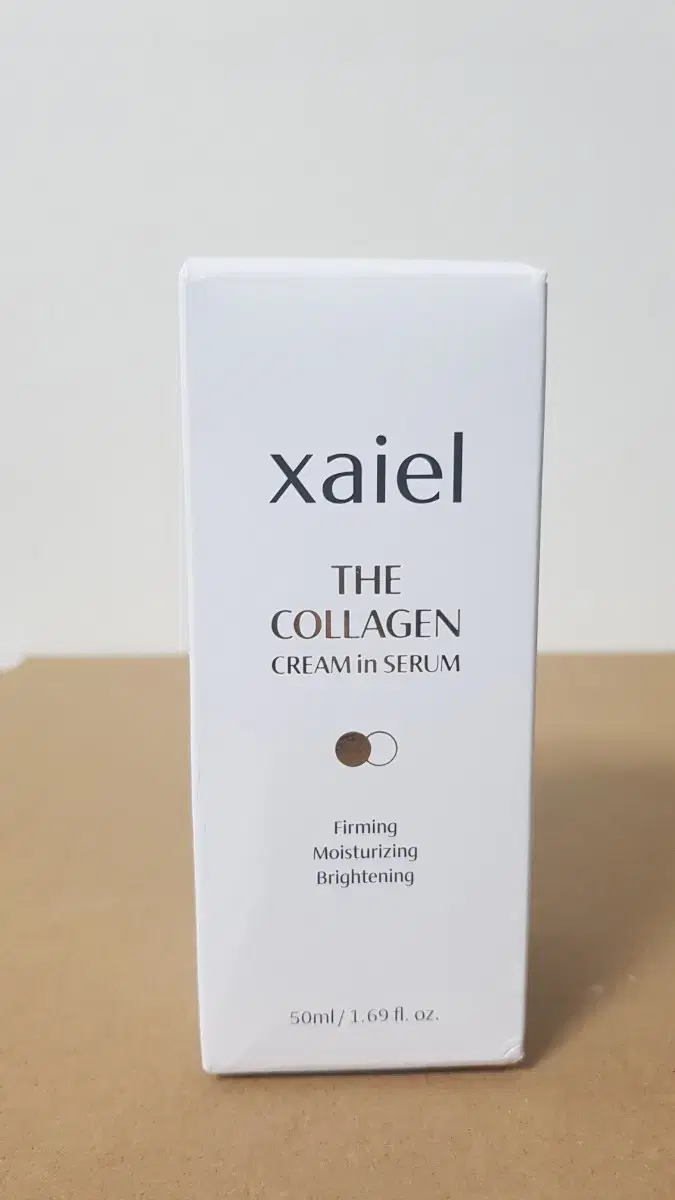 xaiel
THE
COLLAGEN
CREAM in SERUM
Firming
Moisturizing
Brightening
50ml / 1.69 fl. oz.